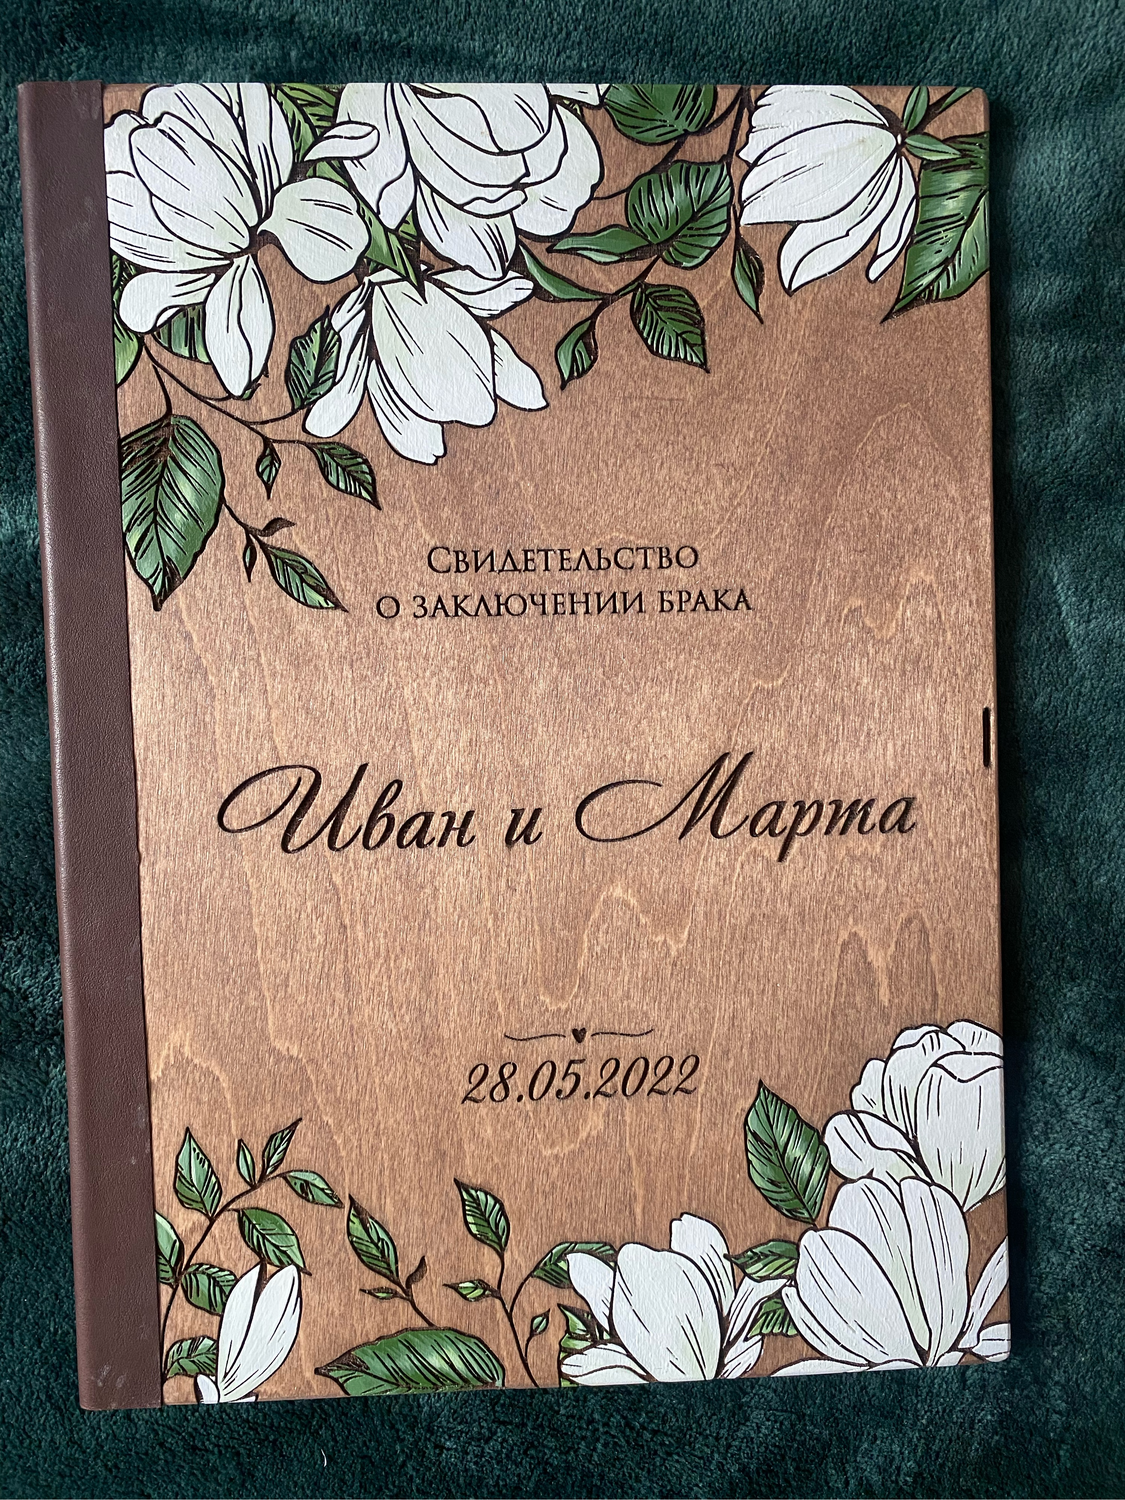 Свидетельство
о заключении брака
Иван и Марта
28.05.2022